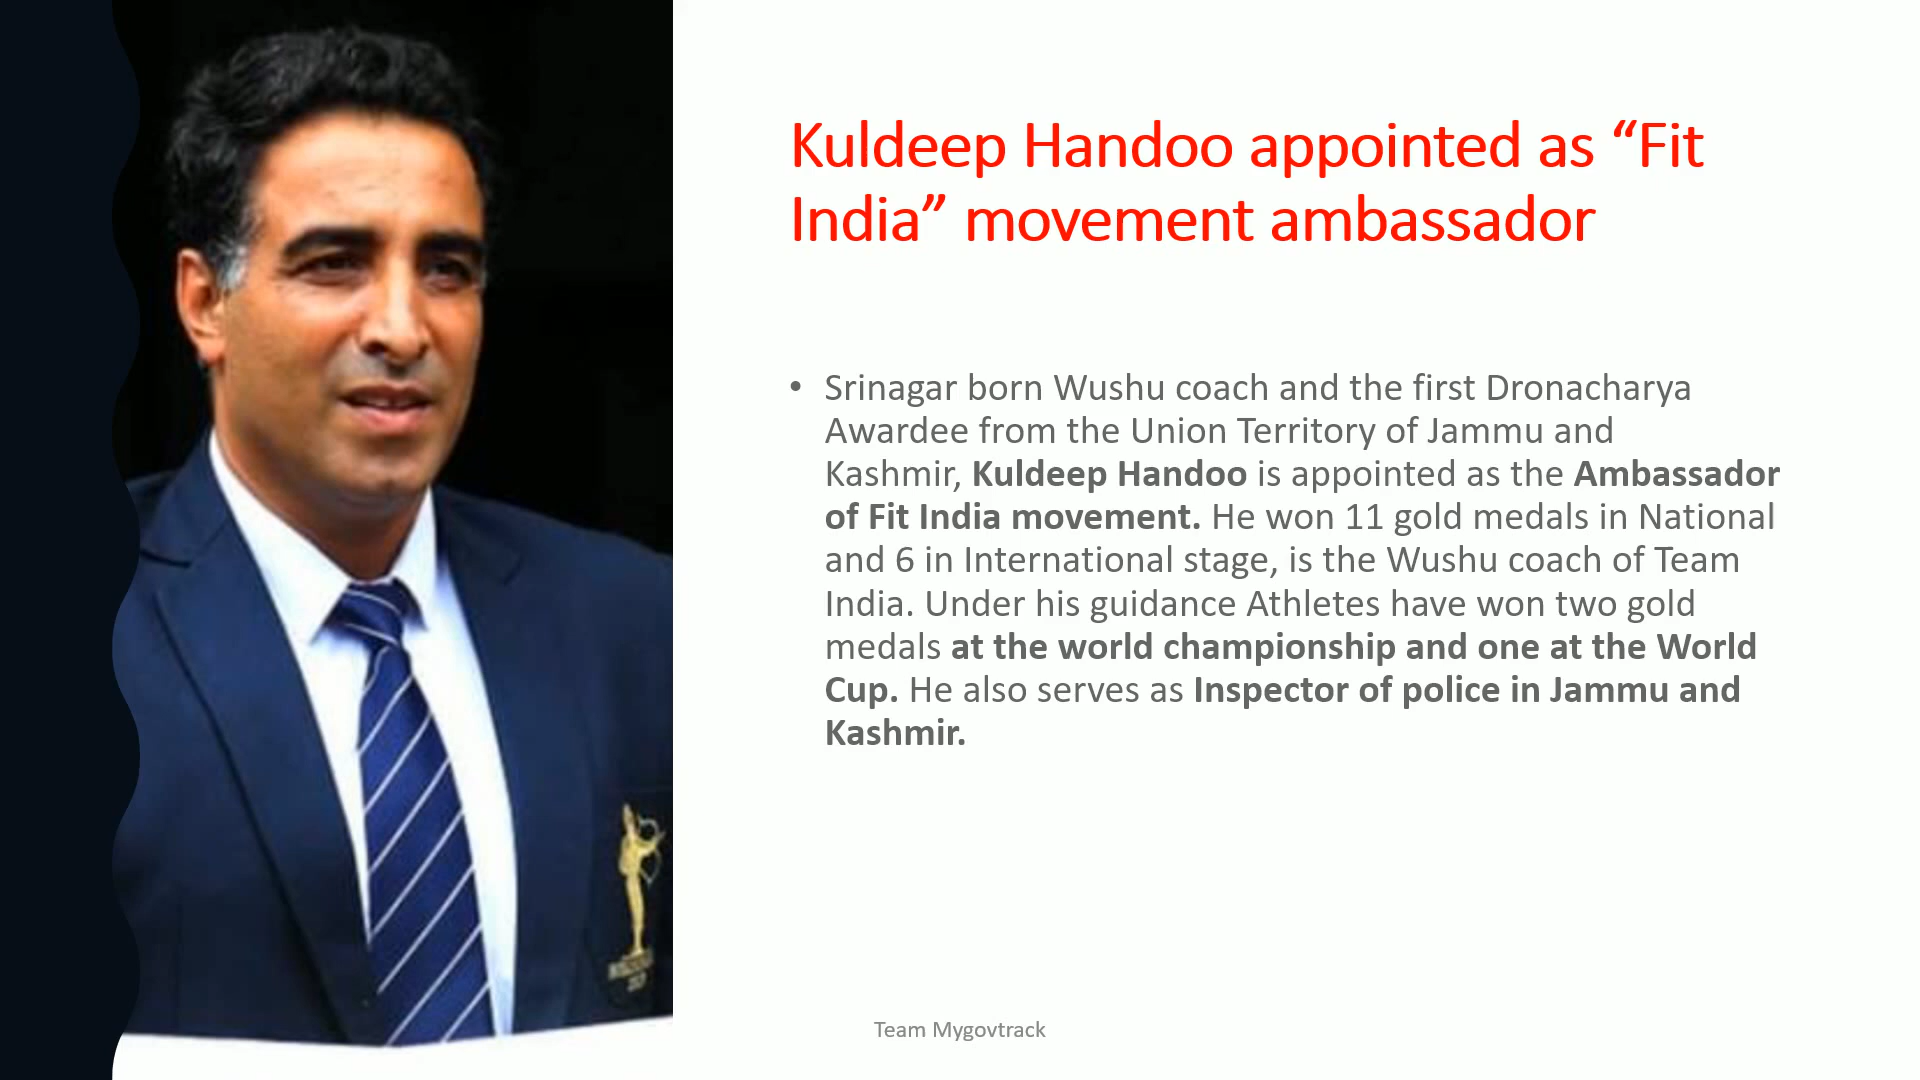 Kuldeep Handoo appointed as “Fit
India” movement ambassador
• Srinagar born Wushu coach and the first Dronacharya
Awardee from the Union Territory of Jammu and
Kashmir, Kuldeep Handoo is appointed as the Ambassador
of Fit India movement. He won 11 gold medals in National
and 6 in International stage, is the Wushu coach of Team
India. Under his guidance Athletes have won two gold
medals at the world championship and one at the World
Cup. He also serves as Inspector of police in Jammu and
Kashmir.
Team Mygovtrack